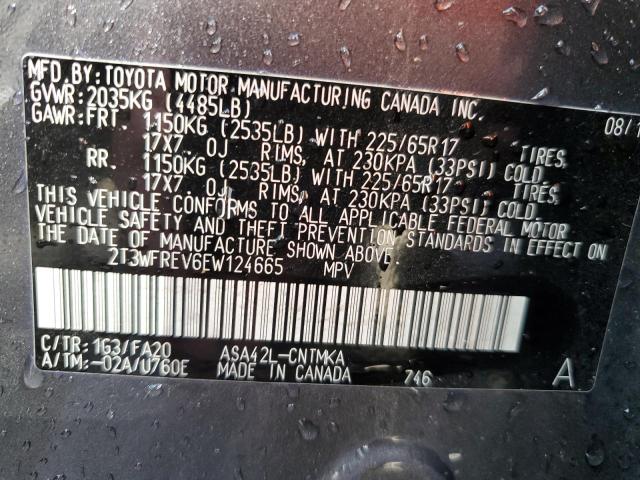 MFD. BY: TOYOTA MOTOR MANUFACTURING CANADA INC. 08/1
GVWR: 2035KG (4485LB)
GAWR: FRT. 1150KG (2535LB) WITH 225/65R17 TIRES,
17X7. 0J RIMS, AT 230KPA (33PSI) COLD
RR. 1150KG (2535LB) WITH 225/65R17 TIRES,
17X7. 0J RIMS, AT 230KPA (33PSI) COLD.
THIS VEHICLE CONFORMS TO ALL APPLICABLE FEDERAL MOTOR
VEHICLE SAFETY AND THEFT PREVENTION STANDARDS IN EFFECT ON
THE DATE OF MANUFACTURE SHOWN ABOVE.
2T3WFREV6EW124665 MPV
C/TR: 1G3/FA20 ASA42L-CNTMKA
A/TM: -02A/U760E MADE IN CANADA 746 A